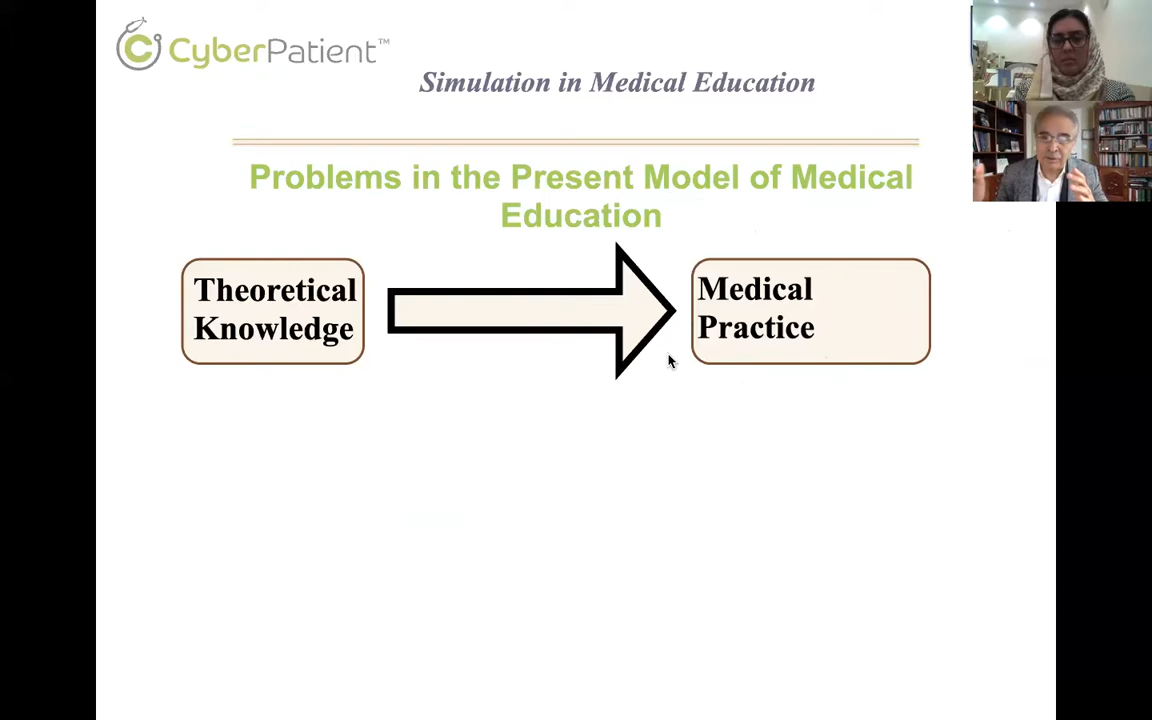 CyberPatient™
Simulation in Medical Education
Problems in the Present Model of Medical
Education
Theoretical
Knowledge
Medical
Practice